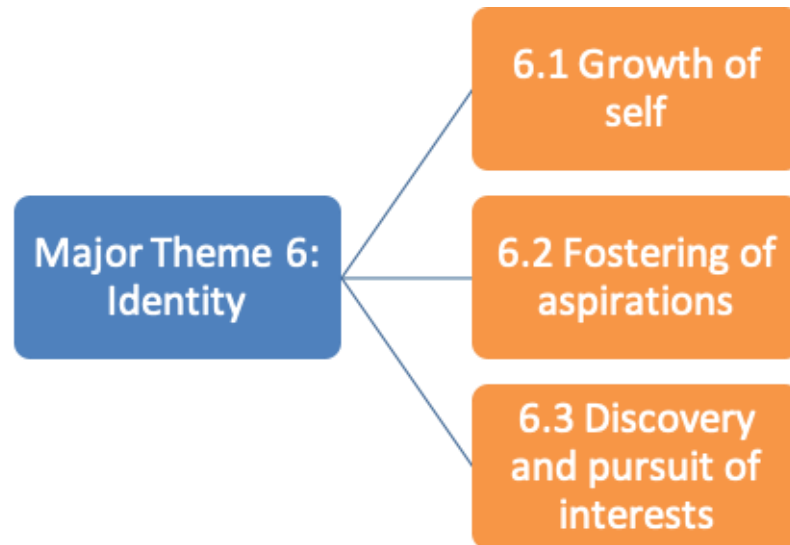 Major Theme 6:
Identity
6.1 Growth of
self
6.2 Fostering of
aspirations
6.3 Discovery
and pursuit of
interests